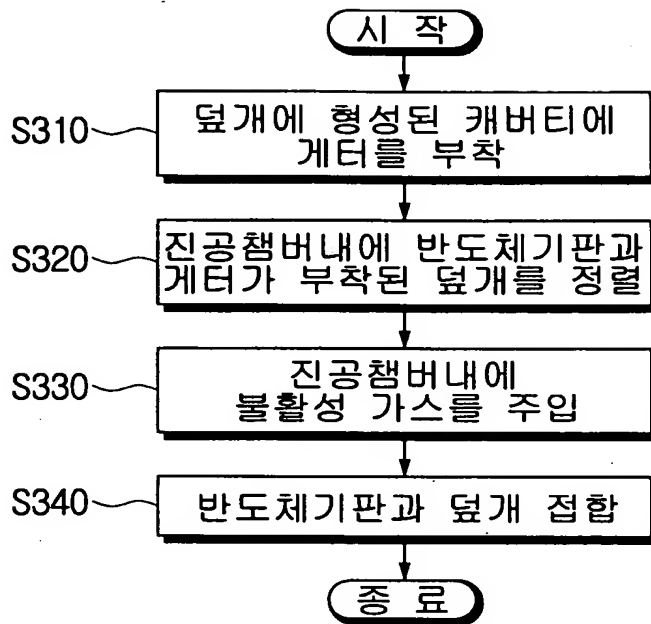 시 작
S310
덮개에 형성된 캐버티에
게터를 부착
S320
진공챔버내에 반도체기판과
게터가 부착된 덮개를 정렬
S330
진공챔버내에
불활성 가스를 주입
S340
반도체기판과 덮개 접합
종 료